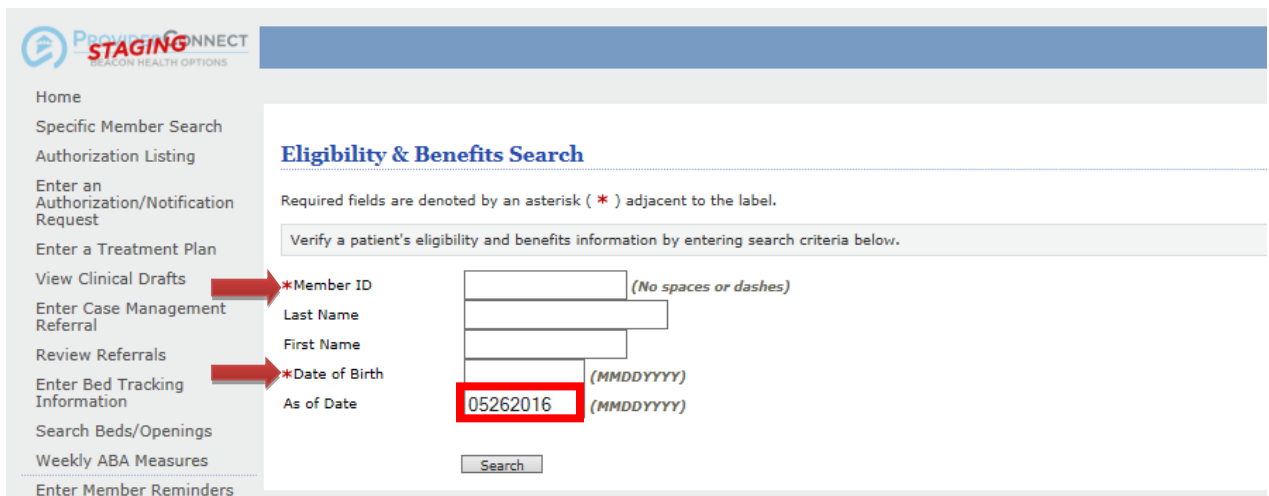 PROVIDERCONNECT
STAGING
BEACON HEALTH OPTIONS
Home
Specific Member Search
Authorization Listing
Enter an
Authorization/Notification
Request
Enter a Treatment Plan
View Clinical Drafts
Enter Case Management
Referral
Review Referrals
Enter Bed Tracking
Information
Search Beds/Openings
Weekly ABA Measures
Enter Member Reminders
Eligibility & Benefits Search
Required fields are denoted by an asterisk ( * ) adjacent to the label.
Verify a patient's eligibility and benefits information by entering search criteria below.
*Member ID (No spaces or dashes)
Last Name
First Name
*Date of Birth (MMDDYYYY)
As of Date 05262016 (MMDDYYYY)
Search